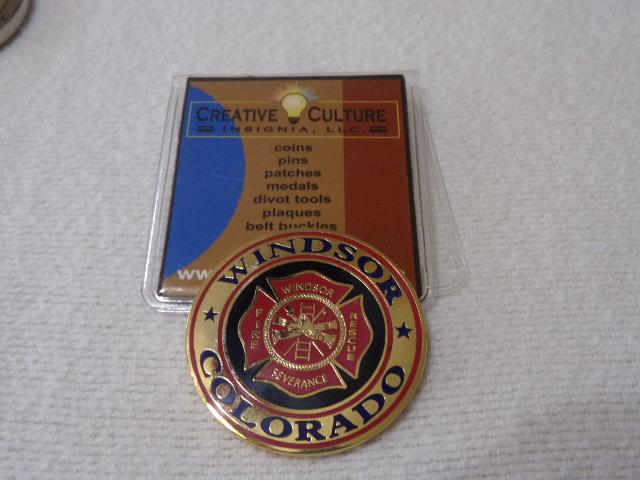 CREATIVE CULTURE
INSIGNIA, LLC.
coins
pins
patches
medals
divot tools
plaques
belt buckles
www
WINDSOR
WINDSOR
FIRE
RESCUE
SEVERANCE
COLORADO